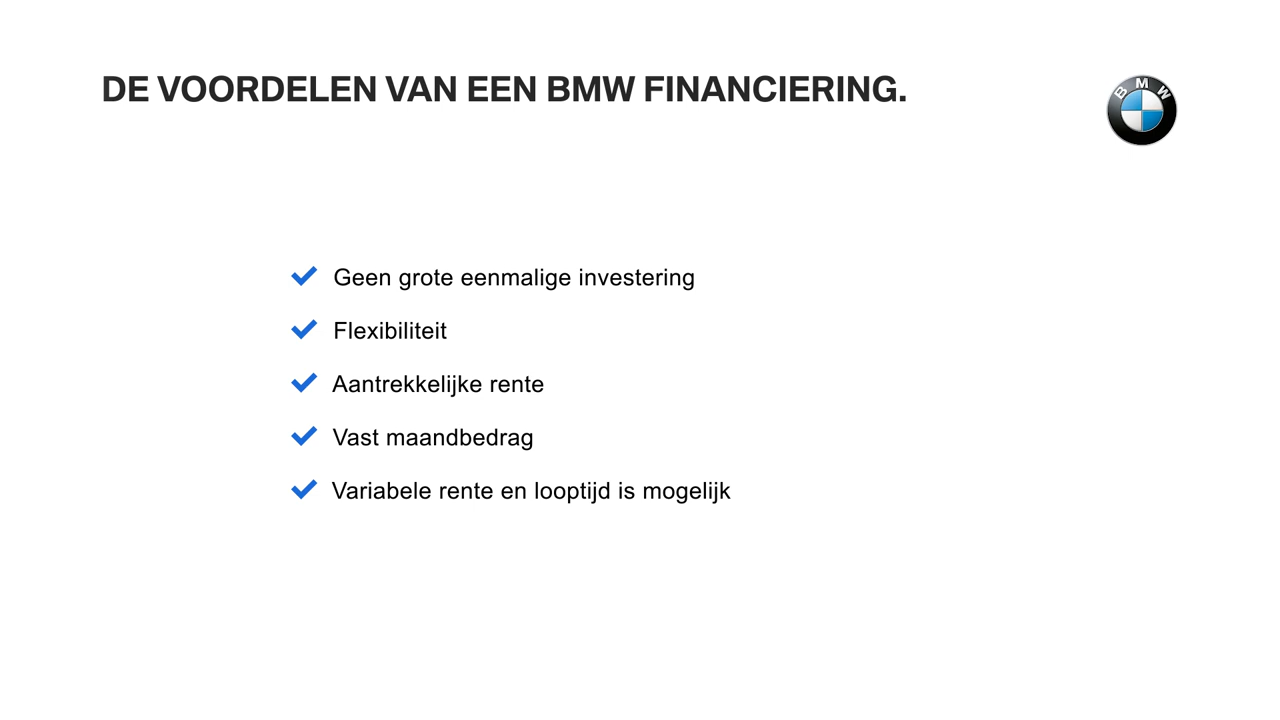 DE VOORDELEN VAN EEN BMW FINANCIERING.
BMW
Geen grote eenmalige investering
Flexibiliteit
Aantrekkelijke rente
Vast maandbedrag
Variabele rente en looptijd is mogelijk